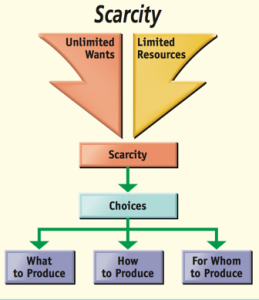 Scarcity
Unlimited
Wants
Limited
Resources
Scarcity
Choices
What
to Produce
How
to Produce
For Whom
to Produce